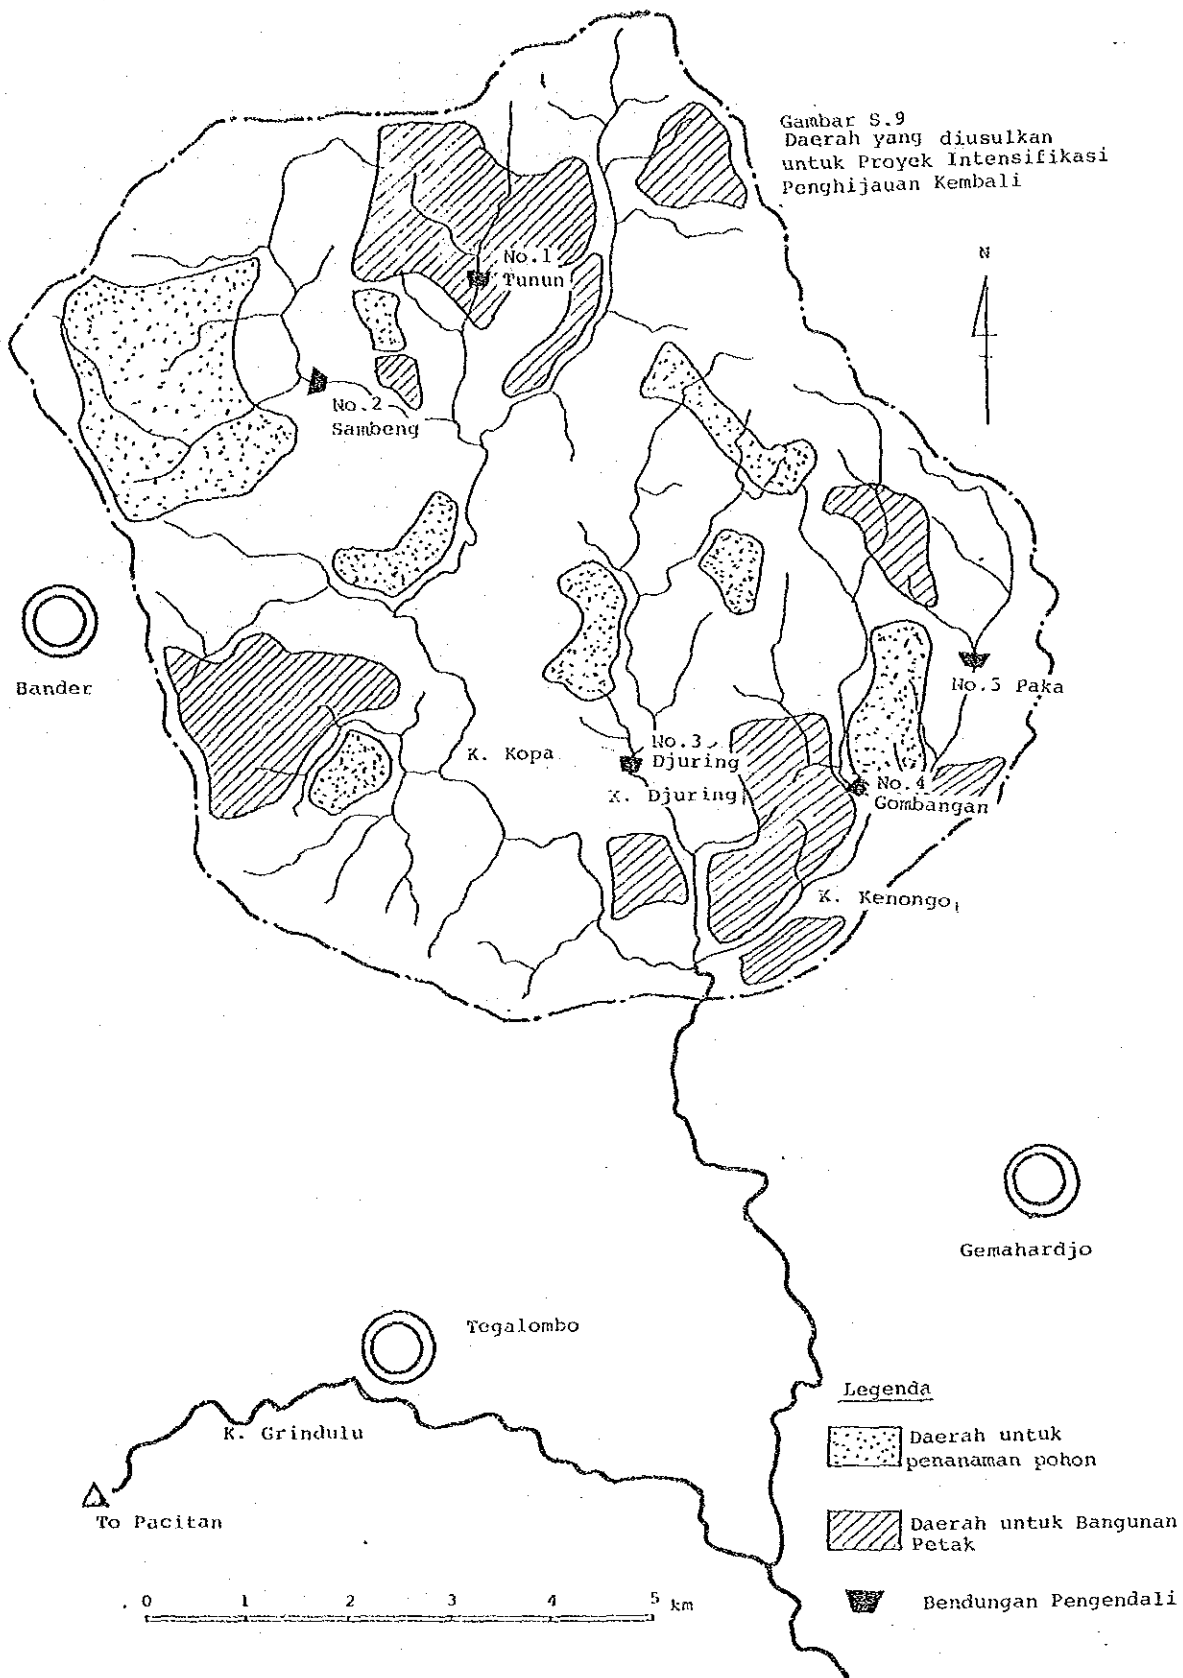 Gambar S.9
Daerah yang diusulkan
untuk Proyek Intensifikasi
Penghijauan Kembali
N
No.1
Tunun
No.2
Sambeng
Bander
No.5 Paka
K. Kopa
No.3
Djuring
K. Djuring
No.4
Gombangan
K. Kenongo
Gemahardjo
Tegalombo
K. Grindulu
To Pacitan
Legenda
Daerah untuk
penanaman pohon
Daerah untuk Bangunan
Petak
Bendungan Pengendali
0 1 2 3 4 5 km